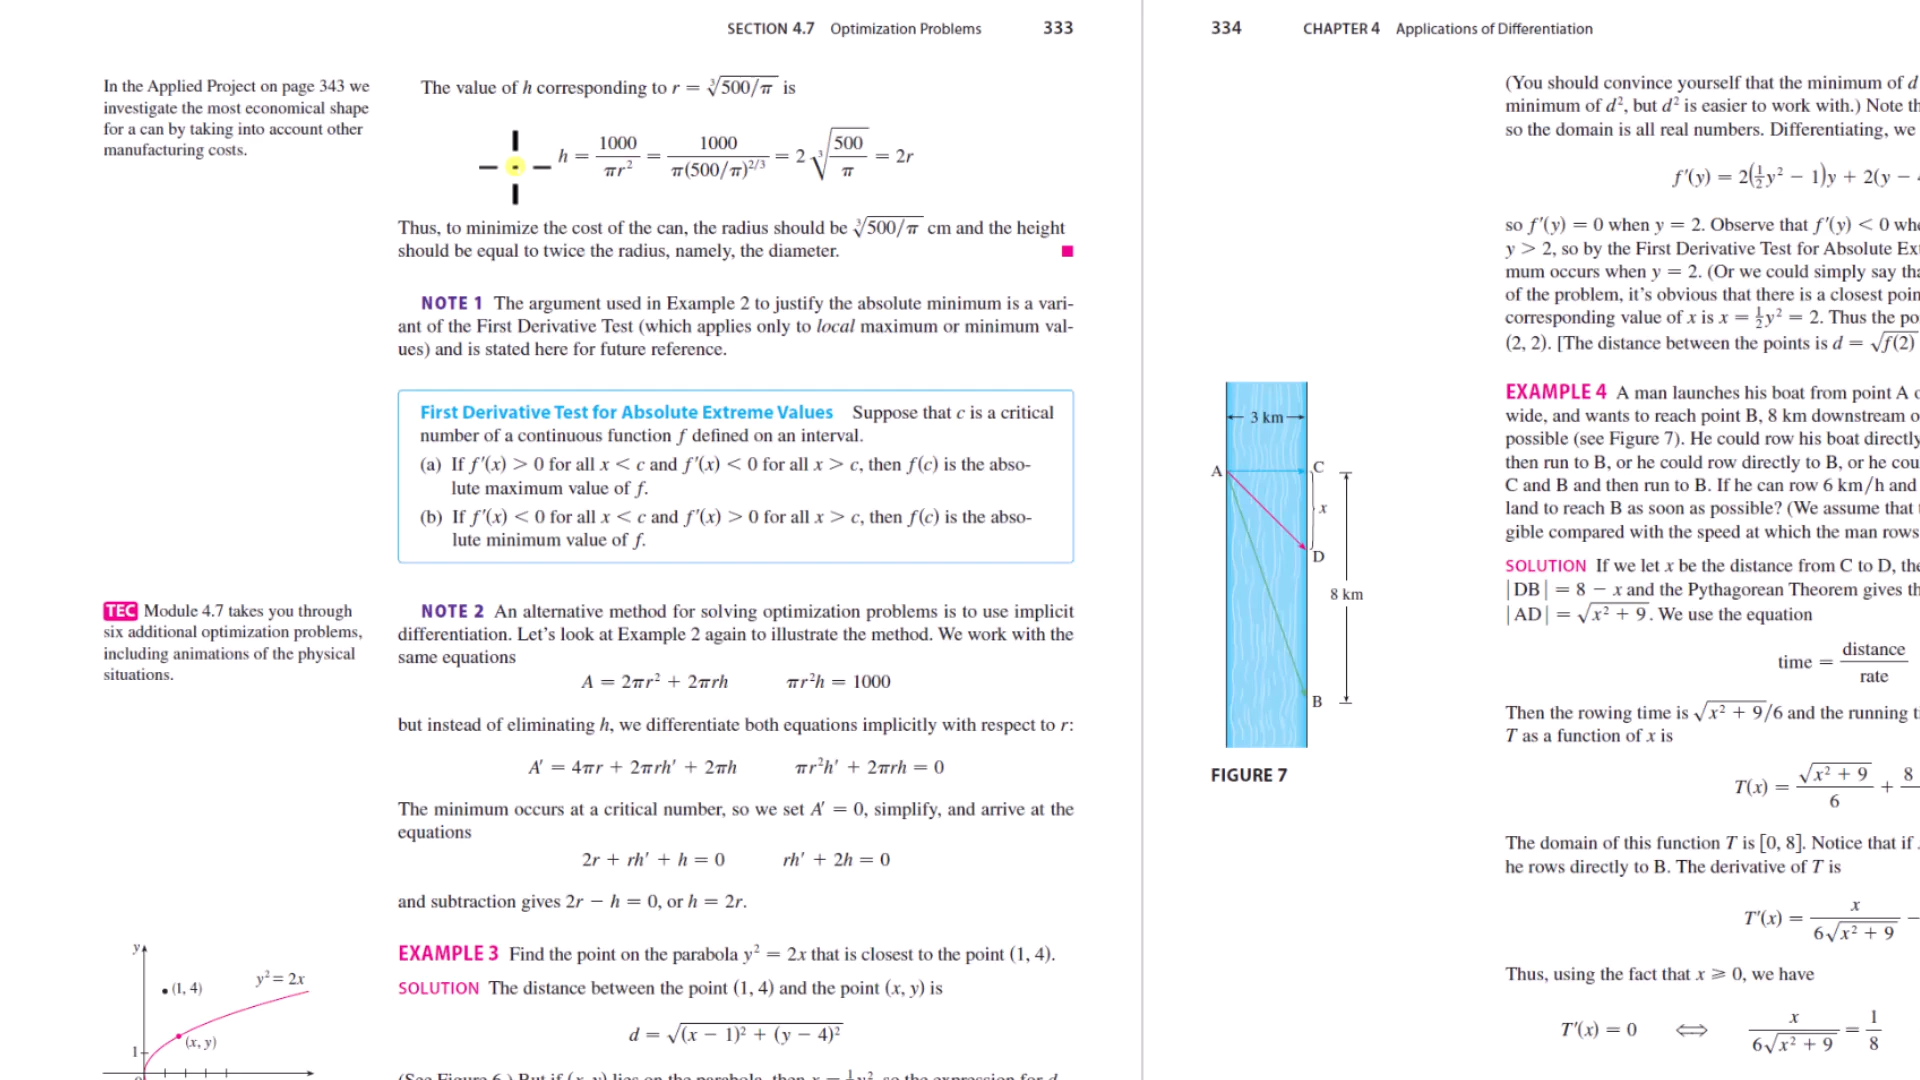 SECTION 4.7 Optimization Problems 333
In the Applied Project on page 343 we
investigate the most economical shape
for a can by taking into account other
manufacturing costs.
The value of h corresponding to r = ∛(500/π) is
h = 1000/(πr²) = 1000/(π(500/π)^(2/3)) = 2 ∛(500/π) = 2r
Thus, to minimize the cost of the can, the radius should be ∛(500/π) cm and the height
should be equal to twice the radius, namely, the diameter.
NOTE 1 The argument used in Example 2 to justify the absolute minimum is a vari-
ant of the First Derivative Test (which applies only to local maximum or minimum val-
ues) and is stated here for future reference.
First Derivative Test for Absolute Extreme Values Suppose that c is a critical
number of a continuous function f defined on an interval.
(a) If f′(x) > 0 for all x < c and f′(x) < 0 for all x > c, then f(c) is the abso-
lute maximum value of f.
(b) If f′(x) < 0 for all x < c and f′(x) > 0 for all x > c, then f(c) is the abso-
lute minimum value of f.
TEC Module 4.7 takes you through
six additional optimization problems,
including animations of the physical
situations.
NOTE 2 An alternative method for solving optimization problems is to use implicit
differentiation. Let's look at Example 2 again to illustrate the method. We work with the
same equations
A = 2πr² + 2πrh πr²h = 1000
but instead of eliminating h, we differentiate both equations implicitly with respect to r:
A′ = 4πr + 2πrh′ + 2πh πr²h′ + 2πrh = 0
The minimum occurs at a critical number, so we set A′ = 0, simplify, and arrive at the
equations
2r + rh′ + h = 0 rh′ + 2h = 0
and subtraction gives 2r − h = 0, or h = 2r.
EXAMPLE 3 Find the point on the parabola y² = 2x that is closest to the point (1, 4).
SOLUTION The distance between the point (1, 4) and the point (x, y) is
d = √((x − 1)² + (y − 4)²)
y
(1, 4)
y² = 2x
(x, y)
1
334 CHAPTER 4 Applications of Differentiation
(You should convince yourself that the minimum of d
minimum of d², but d² is easier to work with.) Note
so the domain is all real numbers. Differentiating, we
f′(y) = 2(½y² − 1)y + 2(y −
so f′(y) = 0 when y = 2. Observe that f′(y) < 0
y > 2, so by the First Derivative Test for Absolute
mum occurs when y = 2. (Or we could simply say
of the problem, it's obvious that there is a closest
corresponding value of x is x = ½y² = 2. Thus the
(2, 2). [The distance between the points is d = √f(2)
EXAMPLE 4 A man launches his boat from point A
wide, and wants to reach point B, 8 km downstream
possible (see Figure 7). He could row his boat directly
then run to B, or he could row directly to B, or he
C and B and then run to B. If he can row 6 km/h and
land to reach B as soon as possible? (We assume that
gible compared with the speed at which the man rows
3 km
A
C
x
D
8 km
B
FIGURE 7
SOLUTION If we let x be the distance from C to D,
|DB| = 8 − x and the Pythagorean Theorem gives
|AD| = √(x² + 9). We use the equation
time = distance/rate
Then the rowing time is √(x² + 9)/6 and the running
T as a function of x is
T(x) = √(x² + 9)/6 + 8
The domain of this function T is [0, 8]. Notice that if
he rows directly to B. The derivative of T is
T′(x) = x/(6√(x² + 9)) −
Thus, using the fact that x ⩾ 0, we have
T′(x) = 0 ⟺ x/(6√(x² + 9)) = 1/8